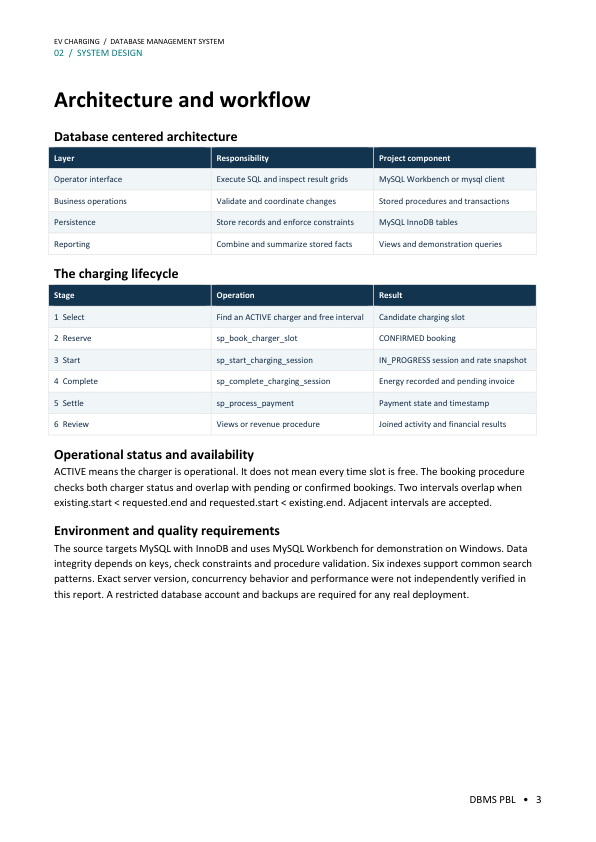 EV CHARGING / DATABASE MANAGEMENT SYSTEM
02 / SYSTEM DESIGN
Architecture and workflow
Database centered architecture
Layer Responsibility Project component
Operator interface Execute SQL and inspect result grids MySQL Workbench or mysql client
Business operations Validate and coordinate changes Stored procedures and transactions
Persistence Store records and enforce constraints MySQL InnoDB tables
Reporting Combine and summarize stored facts Views and demonstration queries
The charging lifecycle
Stage Operation Result
1 Select Find an ACTIVE charger and free interval Candidate charging slot
2 Reserve sp_book_charger_slot CONFIRMED booking
3 Start sp_start_charging_session IN_PROGRESS session and rate snapshot
4 Complete sp_complete_charging_session Energy recorded and pending invoice
5 Settle sp_process_payment Payment state and timestamp
6 Review Views or revenue procedure Joined activity and financial results
Operational status and availability
ACTIVE means the charger is operational. It does not mean every time slot is free. The booking procedure
checks both charger status and overlap with pending or confirmed bookings. Two intervals overlap when
existing.start < requested.end and requested.start < existing.end. Adjacent intervals are accepted.
Environment and quality requirements
The source targets MySQL with InnoDB and uses MySQL Workbench for demonstration on Windows. Data
integrity depends on keys, check constraints and procedure validation. Six indexes support common search
patterns. Exact server version, concurrency behavior and performance were not independently verified in
this report. A restricted database account and backups are required for any real deployment.
DBMS PBL • 3